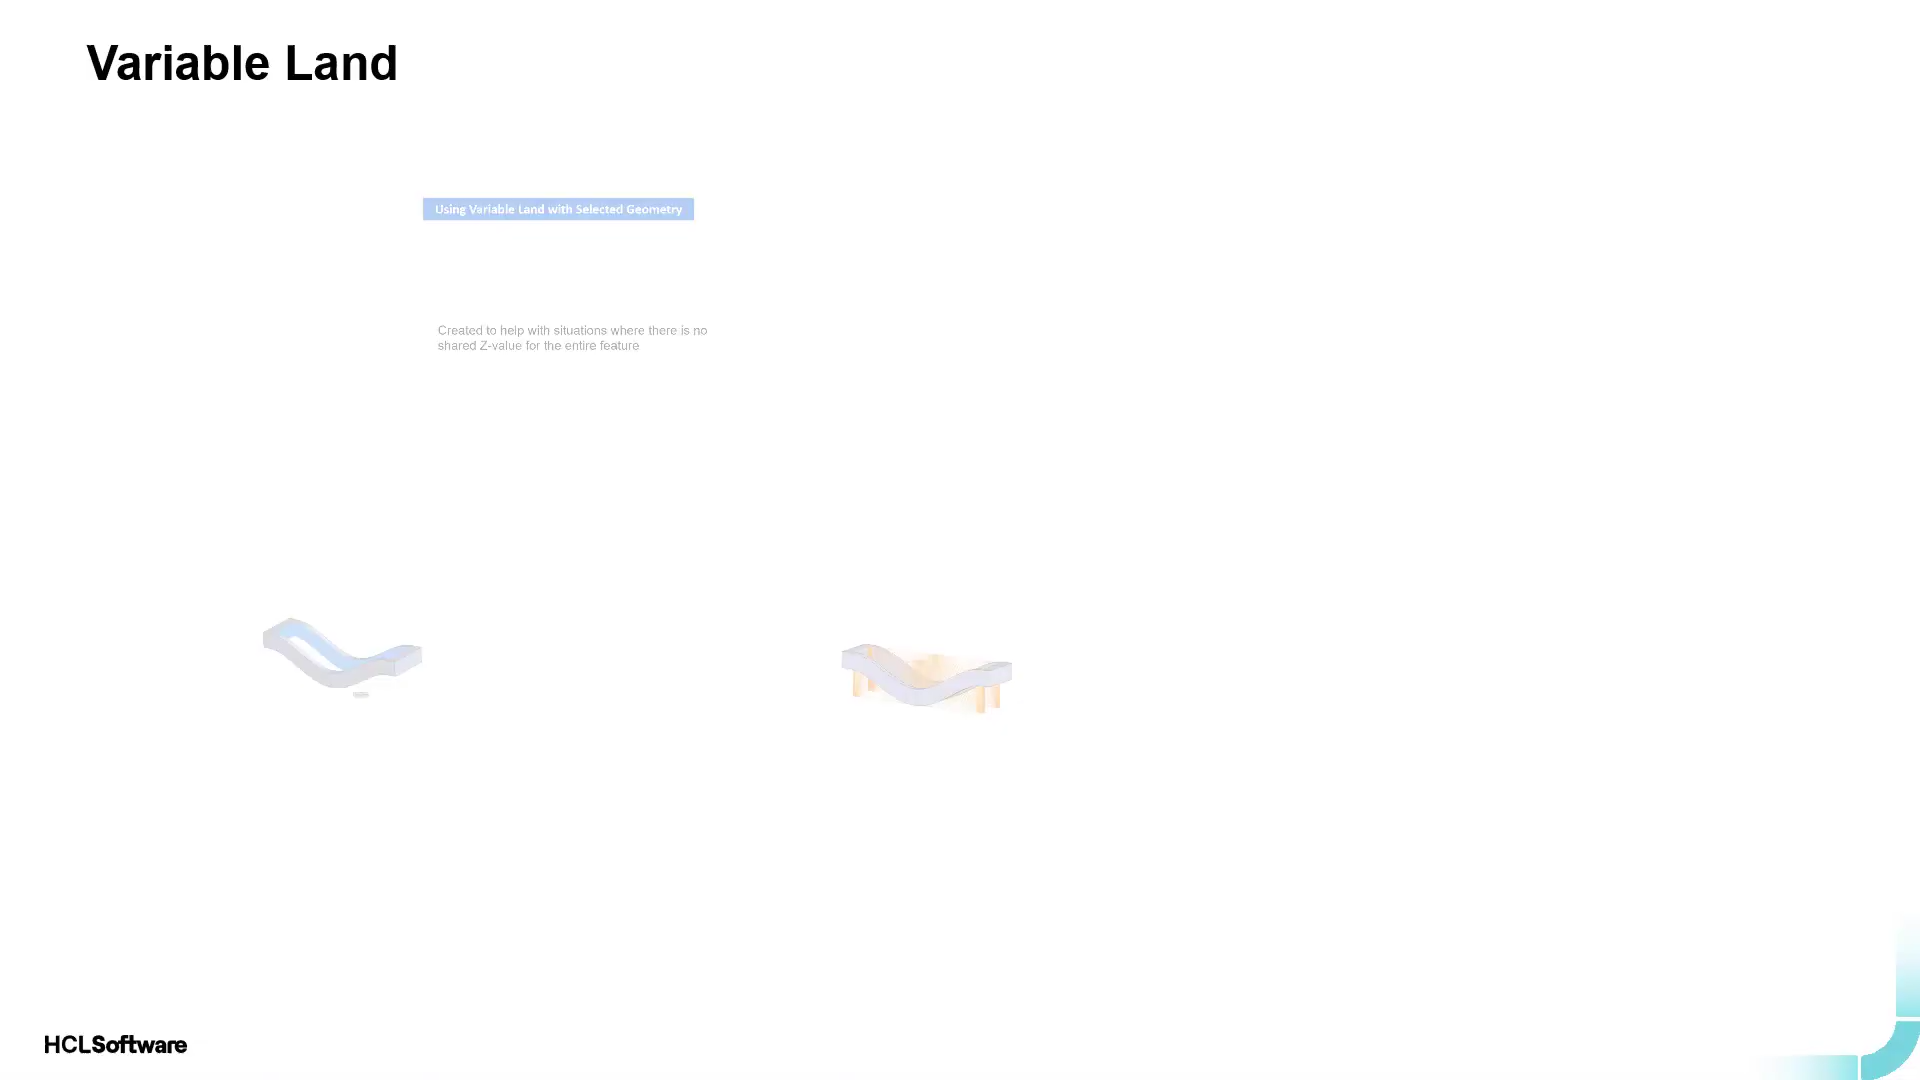 Variable Land
Using Variable Land with Selected Geometry
Created to help with situations where there is no
shared Z-value for the entire feature
HCLSoftware